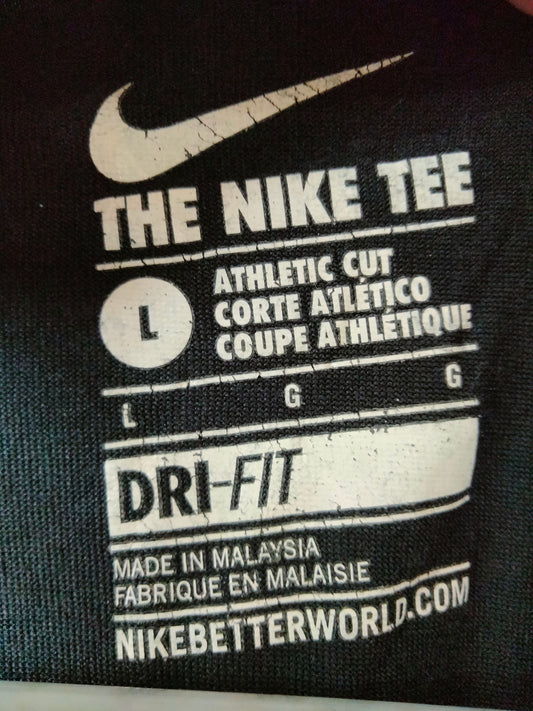 THE NIKE TEE
L
ATHLETIC CUT
CORTE ATLÉTICO
COUPE ATHLÉTIQUE
L G G
DRI-FIT
MADE IN MALAYSIA
FABRIQUE EN MALAISIE
NIKEBETTERWORLD.COM